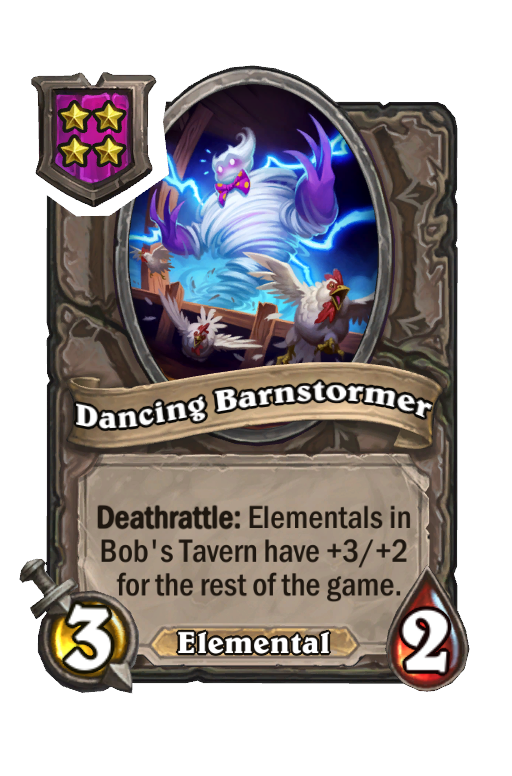 Dancing Barnstormer
Deathrattle: Elementals in
Bob's Tavern have +3/+2
for the rest of the game.
3
Elemental
2